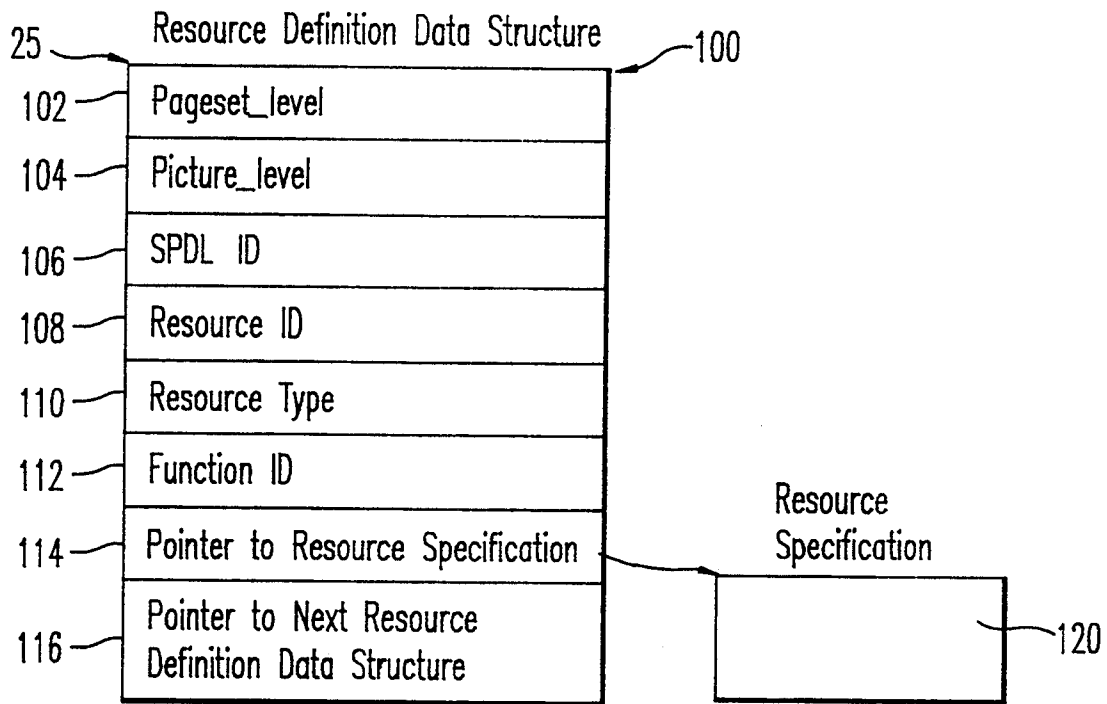 Resource Definition Data Structure
25
100
102 Pageset_level
104 Picture_level
106 SPDL ID
108 Resource ID
110 Resource Type
112 Function ID
114 Pointer to Resource Specification
116 Pointer to Next Resource
Definition Data Structure
Resource
Specification
120